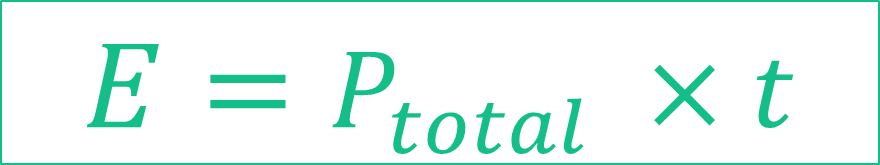 E = P_total × t